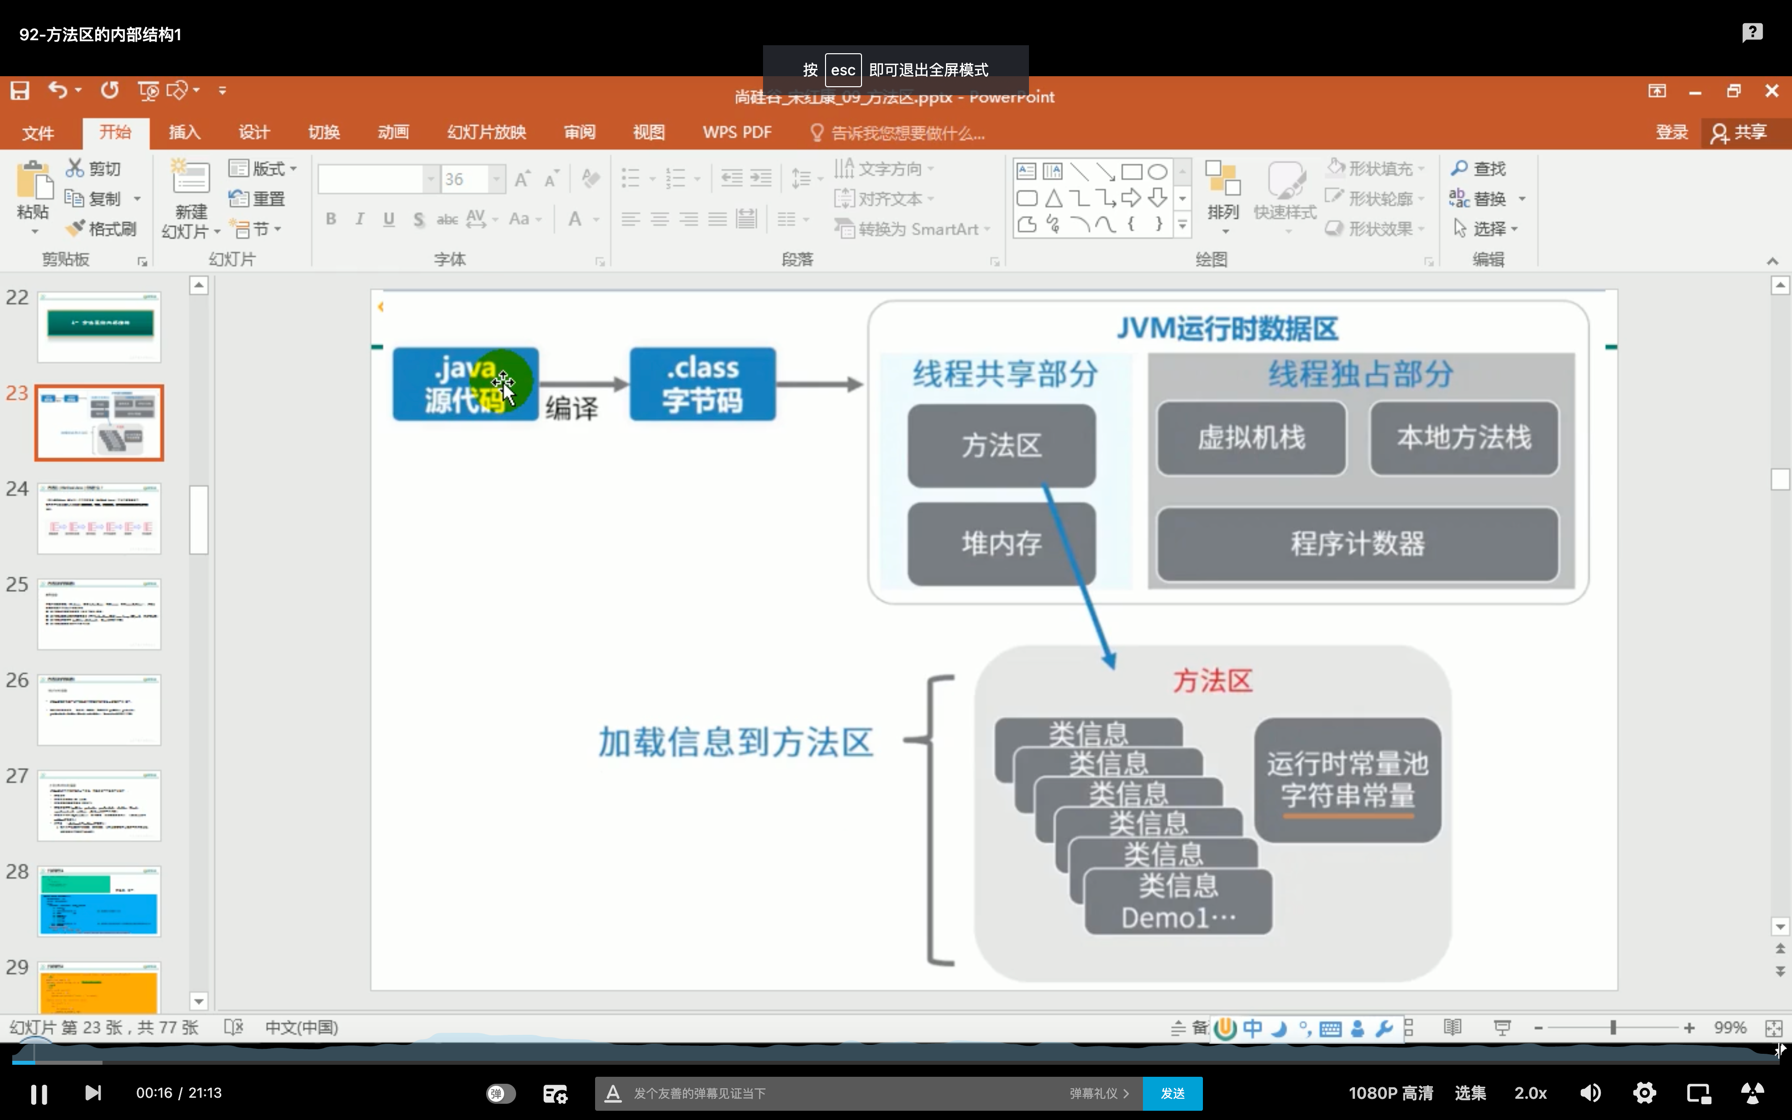 92-方法区的内部结构1
按 esc 即可退出全屏模式
尚硅谷_宋红康_09_方法区.pptx - PowerPoint
文件 开始 插入 设计 切换 动画 幻灯片放映 审阅 视图 WPS PDF 告诉我您想要做什么... 登录 共享
粘贴 剪切 复制 格式刷 剪贴板
新建 幻灯片 版式 重置 节 幻灯片
36
B I U S abc AV Aa A 字体
文字方向 对齐文本 转换为 SmartArt 段落
排列 快速样式 形状填充 形状轮廓 形状效果 绘图
查找 替换 选择 编辑
22
23
24
25
26
27
28
29
.java
源代码
编译
.class
字节码
JVM运行时数据区
线程共享部分
方法区
堆内存
线程独占部分
虚拟机栈 本地方法栈
程序计数器
加载信息到方法区
方法区
类信息
类信息
类信息
类信息
类信息
类信息
Demo1…
运行时常量池
字符串常量
幻灯片 第 23 张，共 77 张 中文(中国) 备 中 99%
00:16 / 21:13 弹 发个友善的弹幕见证当下 弹幕礼仪 发送 1080P 高清 选集 2.0x